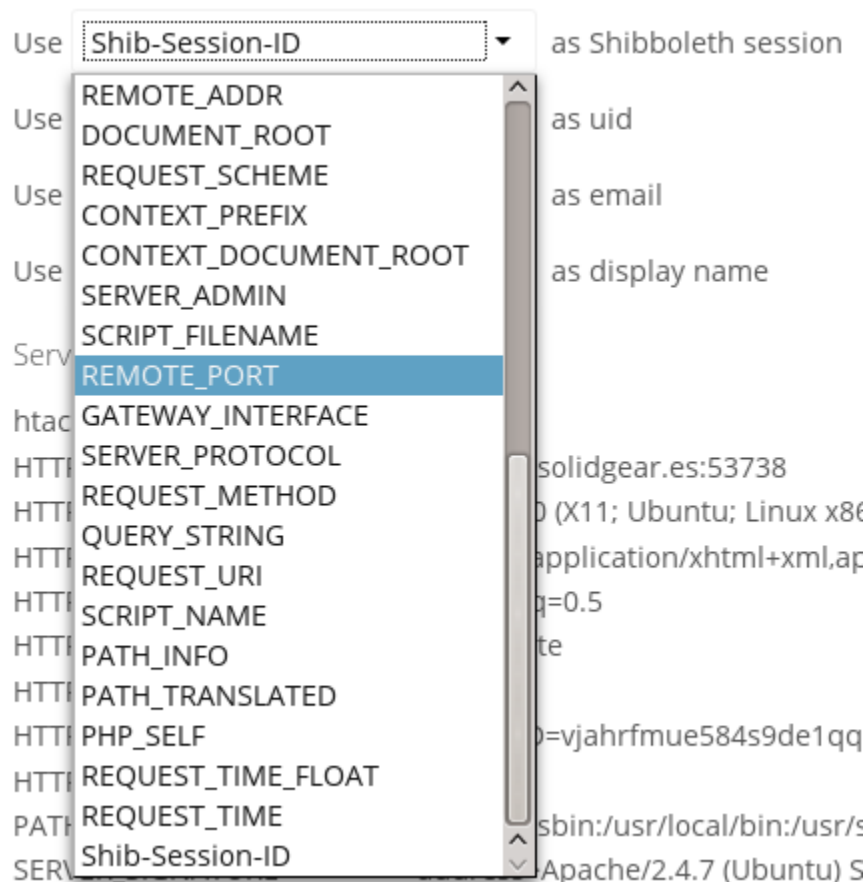 Use Shib-Session-ID as Shibboleth session
REMOTE_ADDR
Use as uid
DOCUMENT_ROOT
REQUEST_SCHEME
Use as email
CONTEXT_PREFIX
CONTEXT_DOCUMENT_ROOT
Use as display name
SERVER_ADMIN
SCRIPT_FILENAME
REMOTE_PORT
GATEWAY_INTERFACE
SERVER_PROTOCOL
solidgear.es:53738
REQUEST_METHOD
(X11; Ubuntu; Linux x86
QUERY_STRING
application/xhtml+xml,ap
REQUEST_URI
q=0.5
SCRIPT_NAME
PATH_INFO
PATH_TRANSLATED
PHP_SELF
=vjahrfmue584s9de1qq
REQUEST_TIME_FLOAT
REQUEST_TIME
sbin:/usr/local/bin:/usr/s
Shib-Session-ID
Apache/2.4.7 (Ubuntu) S